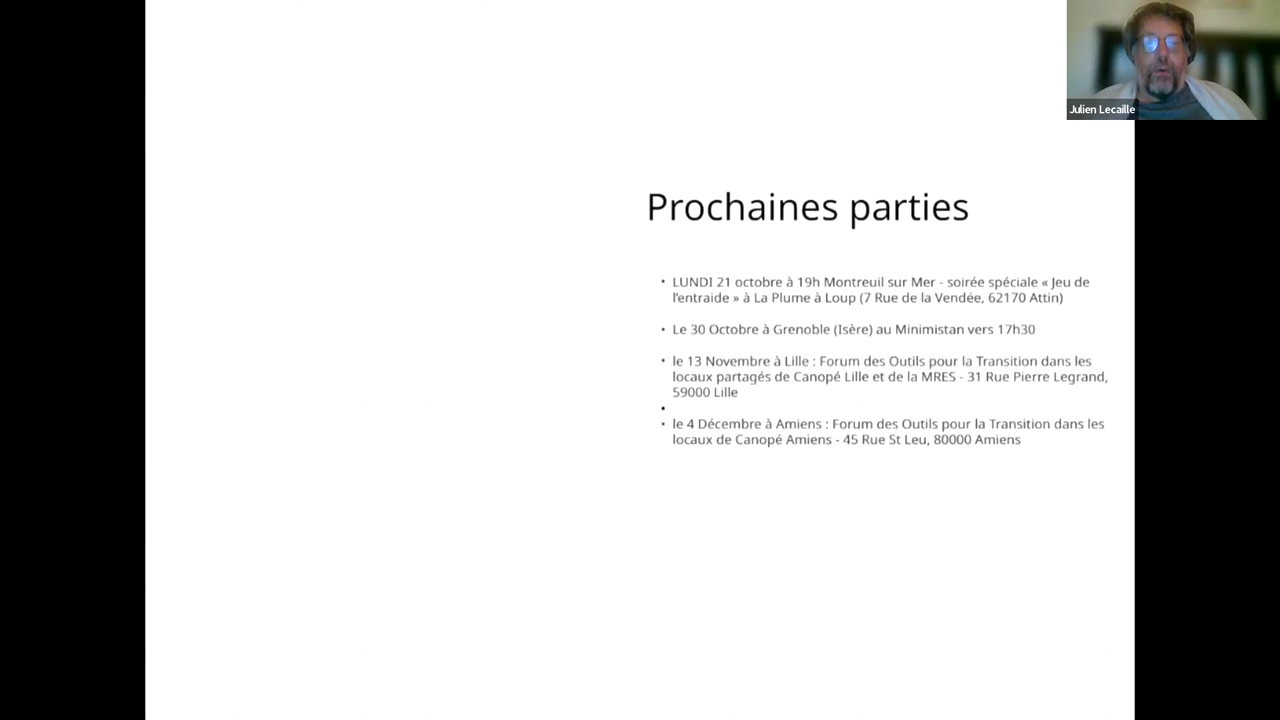 Julien Lecaille
Prochaines parties
• LUNDI 21 octobre à 19h Montreuil sur Mer - soirée spéciale « Jeu de
l'entraide » à La Plume à Loup (7 Rue de la Vendée, 62170 Attin)
• Le 30 Octobre à Grenoble (Isère) au Minimistan vers 17h30
• le 13 Novembre à Lille : Forum des Outils pour la Transition dans les
locaux partagés de Canopé Lille et de la MRES - 31 Rue Pierre Legrand,
59000 Lille
•
• le 4 Décembre à Amiens : Forum des Outils pour la Transition dans les
locaux de Canopé Amiens - 45 Rue St Leu, 80000 Amiens